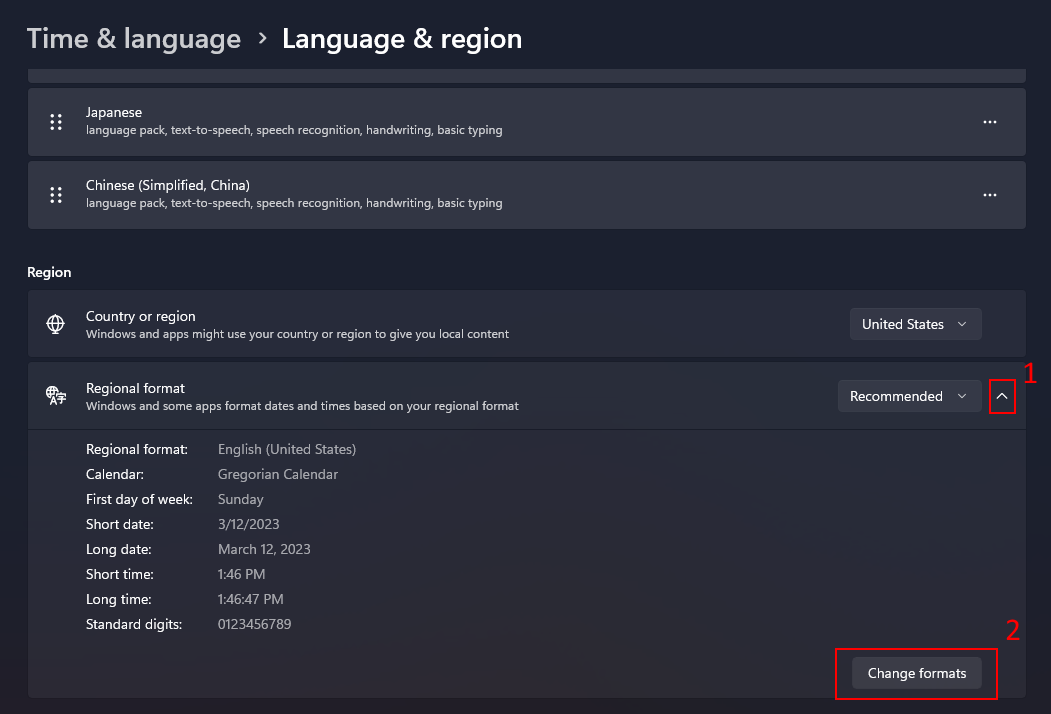 Time & language > Language & region
Japanese
language pack, text-to-speech, speech recognition, handwriting, basic typing
Chinese (Simplified, China)
language pack, text-to-speech, speech recognition, handwriting, basic typing
Region
Country or region
Windows and apps might use your country or region to give you local content
United States
Regional format
Windows and some apps format dates and times based on your regional format
Recommended
1
Regional format: English (United States)
Calendar: Gregorian Calendar
First day of week: Sunday
Short date: 3/12/2023
Long date: March 12, 2023
Short time: 1:46 PM
Long time: 1:46:47 PM
Standard digits: 0123456789
2
Change formats